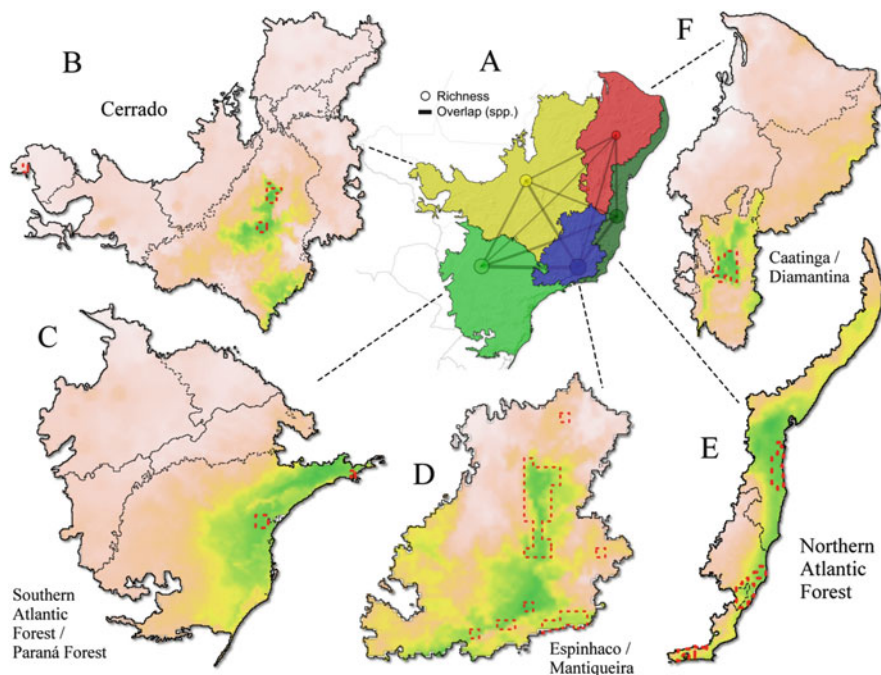 B
Cerrado
A
Richness
Overlap (spp.)
F
Caatinga /
Diamantina
C
Southern
Atlantic
Forest /
Paraná Forest
D
Espinhaco /
Mantiqueira
E
Northern
Atlantic
Forest